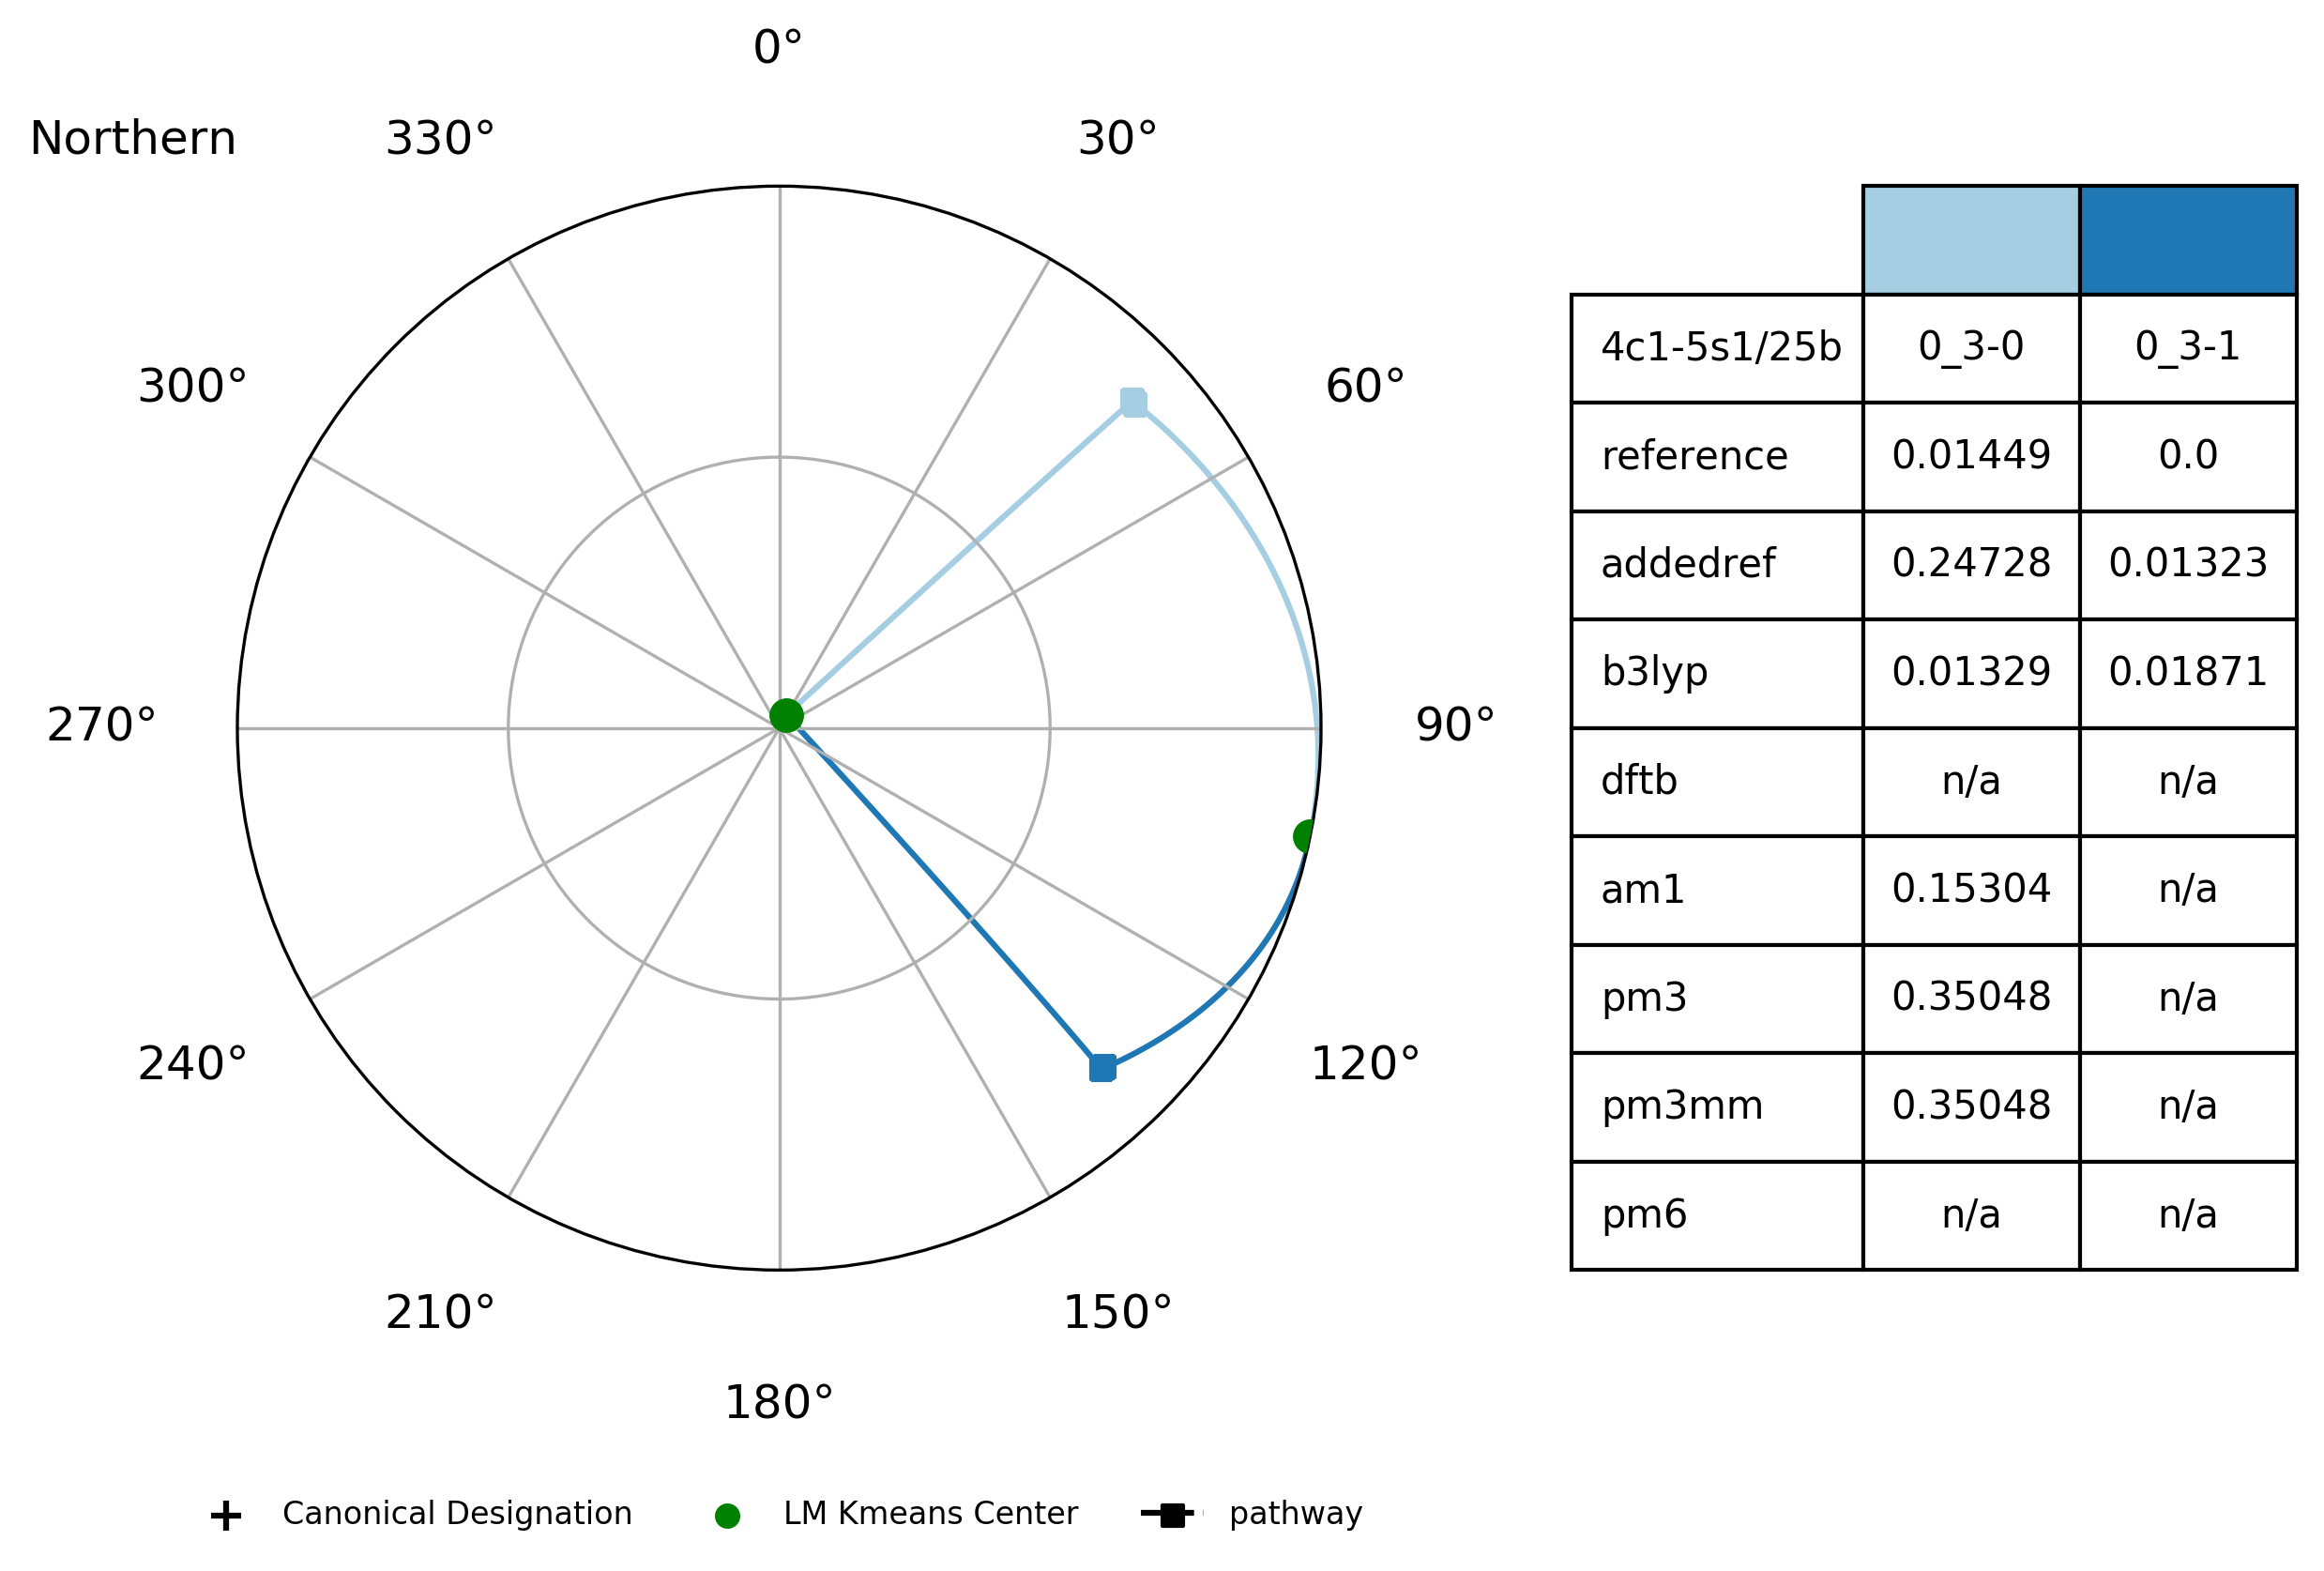 0°
Northern
330°
30°
300°
60°
270°
90°
240°
120°
210°
150°
180°
4c1-5s1/25b 0_3-0 0_3-1
reference 0.01449 0.0
addedref 0.24728 0.01323
b3lyp 0.01329 0.01871
dftb n/a n/a
am1 0.15304 n/a
pm3 0.35048 n/a
pm3mm 0.35048 n/a
pm6 n/a n/a
Canonical Designation LM Kmeans Center pathway